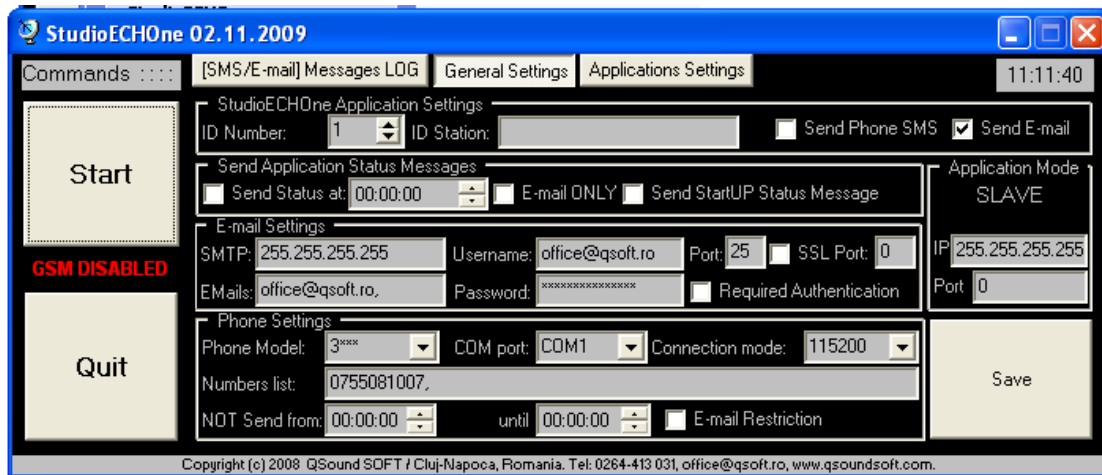 StudioECHOne 02.11.2009
Commands ::::
[SMS/E-mail] Messages LOG
General Settings
Applications Settings
11:11:40
StudioECHOne Application Settings
ID Number: 1 ID Station: Send Phone SMS Send E-mail
Start
Send Application Status Messages
Send Status at: 00:00:00 E-mail ONLY Send StartUP Status Message
Application Mode
SLAVE
IP 255.255.255.255
Port 0
E-mail Settings
SMTP: 255.255.255.255 Username: office@qsoft.ro Port: 25 SSL Port: 0
EMails: office@qsoft.ro, Password: *************** Required Authentication
GSM DISABLED
Phone Settings
Phone Model: 3*** COM port: COM1 Connection mode: 115200
Numbers list: 0755081007,
NOT Send from: 00:00:00 until 00:00:00 E-mail Restriction
Quit
Save
Copyright (c) 2008 QSound SOFT / Cluj-Napoca, Romania. Tel: 0264-413 031, office@qsoft.ro, www.qsoundsoft.com.